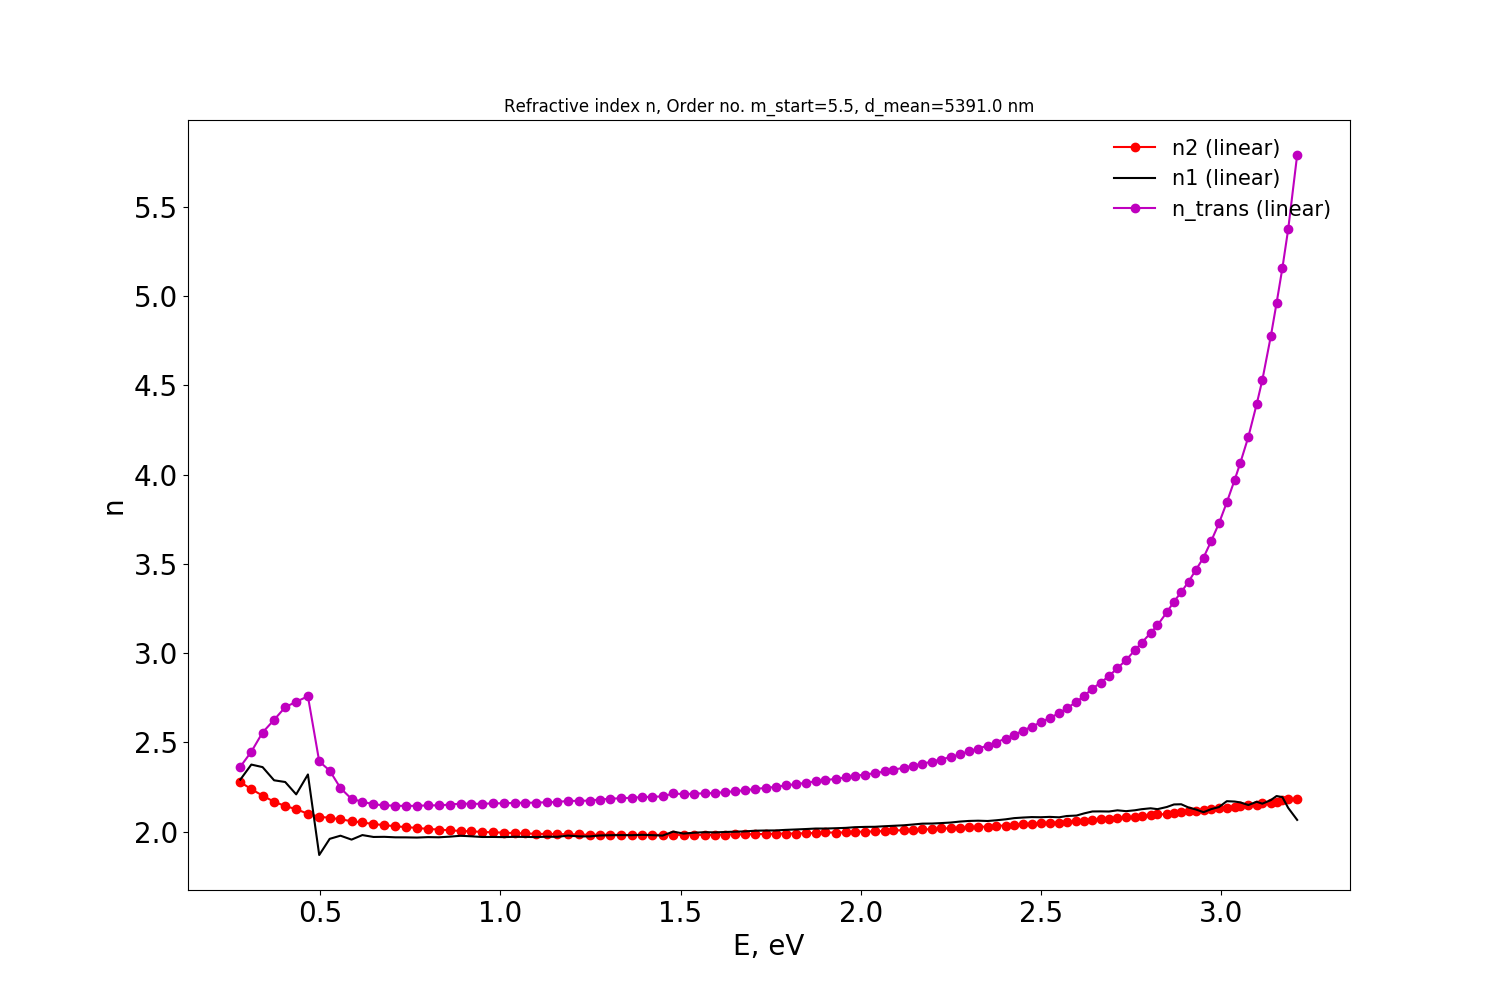 Refractive index n, Order no. m_start=5.5, d_mean=5391.0 nm
n2 (linear)
n1 (linear)
n_trans (linear)
5.5
5.0
4.5
4.0
3.5
3.0
2.5
2.0
n
0.5 1.0 1.5 2.0 2.5 3.0
E, eV